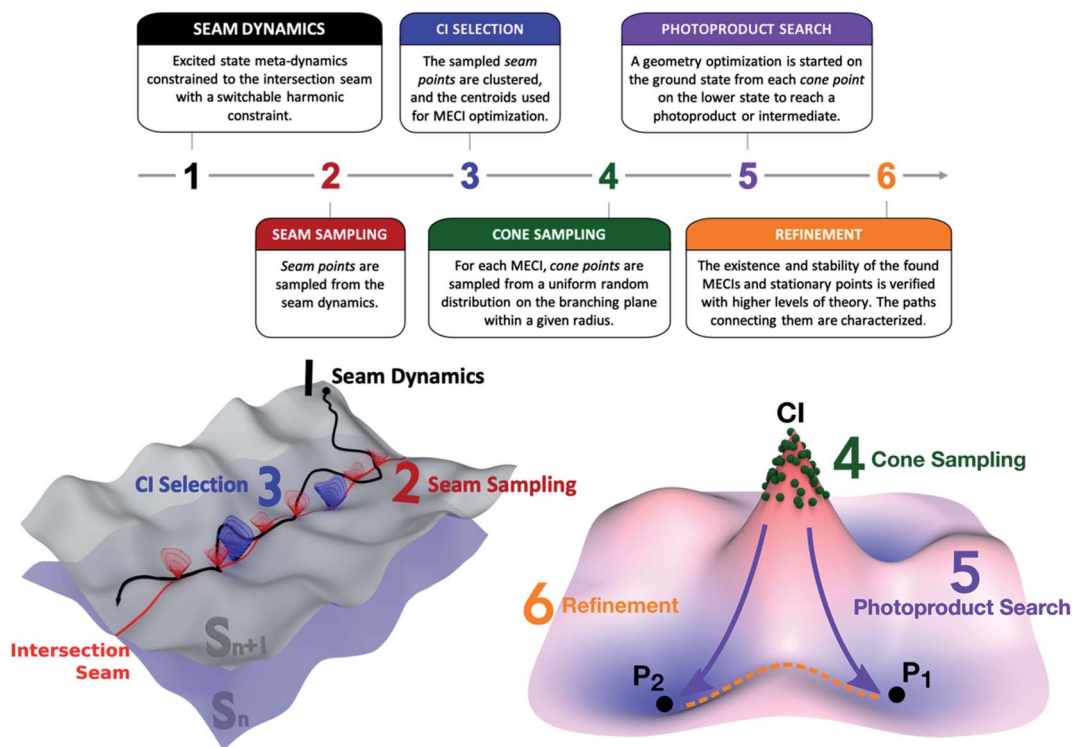 SEAM DYNAMICS
Excited state meta-dynamics
constrained to the intersection seam
with a switchable harmonic
constraint.
CI SELECTION
The sampled seam
points are clustered,
and the centroids used
for MECI optimization.
PHOTOPRODUCT SEARCH
A geometry optimization is started on
the ground state from each cone point
on the lower state to reach a
photoproduct or intermediate.
1 2 3 4 5 6
SEAM SAMPLING
Seam points are
sampled from the
seam dynamics.
CONE SAMPLING
For each MECI, cone points are
sampled from a uniform random
distribution on the branching plane
within a given radius.
REFINEMENT
The existence and stability of the found
MECIs and stationary points is verified
with higher levels of theory. The paths
connecting them are characterized.
1 Seam Dynamics
CI Selection 3
2 Seam Sampling
Intersection
Seam
Sn+1
Sn
CI
4 Cone Sampling
5
Photoproduct Search
6 Refinement
P2
P1